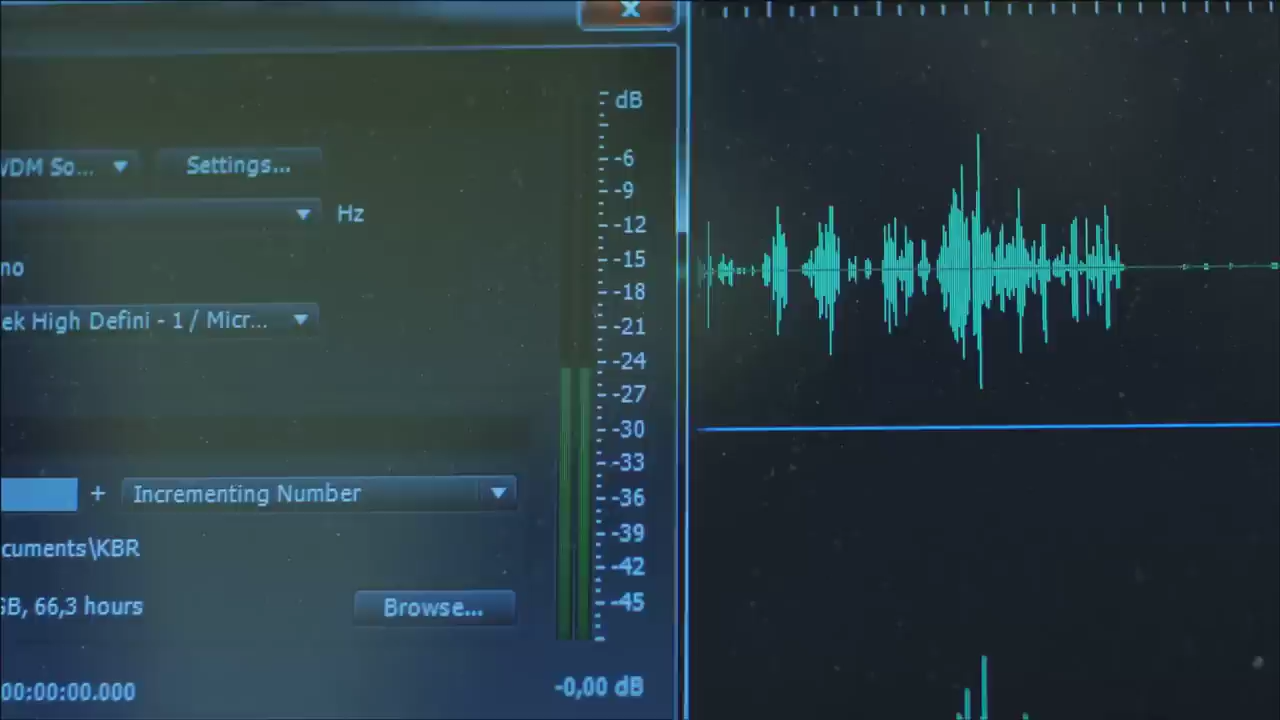 x
VDM So... Settings...
Hz
no
ek High Defini - 1 / Micr...
+ Incrementing Number
cuments\KBR
GB, 66,3 hours Browse...
00:00:00.000
dB
-6
-9
-12
-15
-18
-21
-24
-27
-30
-33
-36
-39
-42
-45
-0,00 dB